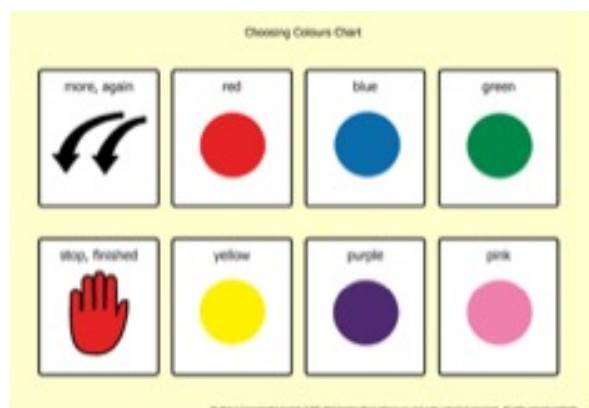 Choosing Colours Chart
more, again
red
blue
green
stop, finished
yellow
purple
pink